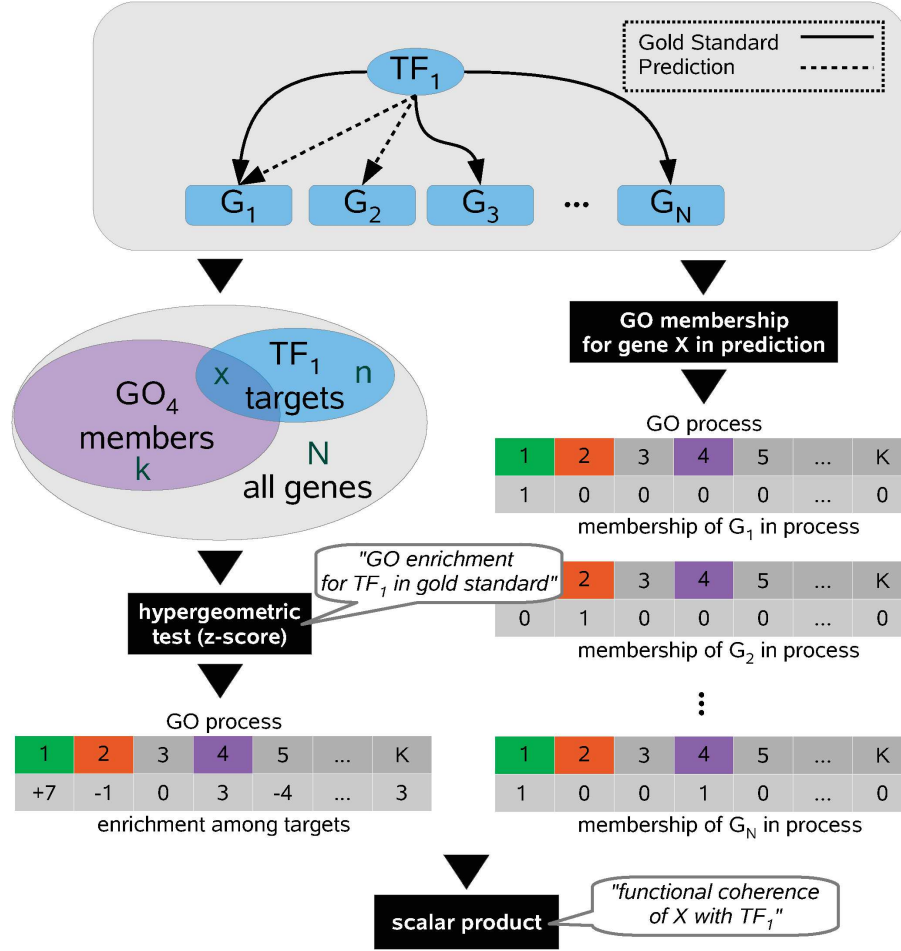 Gold Standard
Prediction
TF1
G1 G2 G3 ... GN
GO membership
for gene X in prediction
TF1
targets
x n
GO4
members
k
N
all genes
GO process
1 2 3 4 5 ... K
1 0 0 0 0 ... 0
membership of G1 in process
"GO enrichment
for TF1 in gold standard"
2 3 4 5 ... K
0 1 0 0 0 ... 0
membership of G2 in process
hypergeometric
test (z-score)
GO process
1 2 3 4 5 ... K
+7 -1 0 3 -4 ... 3
enrichment among targets
1 2 3 4 5 ... K
1 0 0 1 0 ... 0
membership of GN in process
scalar product
"functional coherence
of X with TF1"